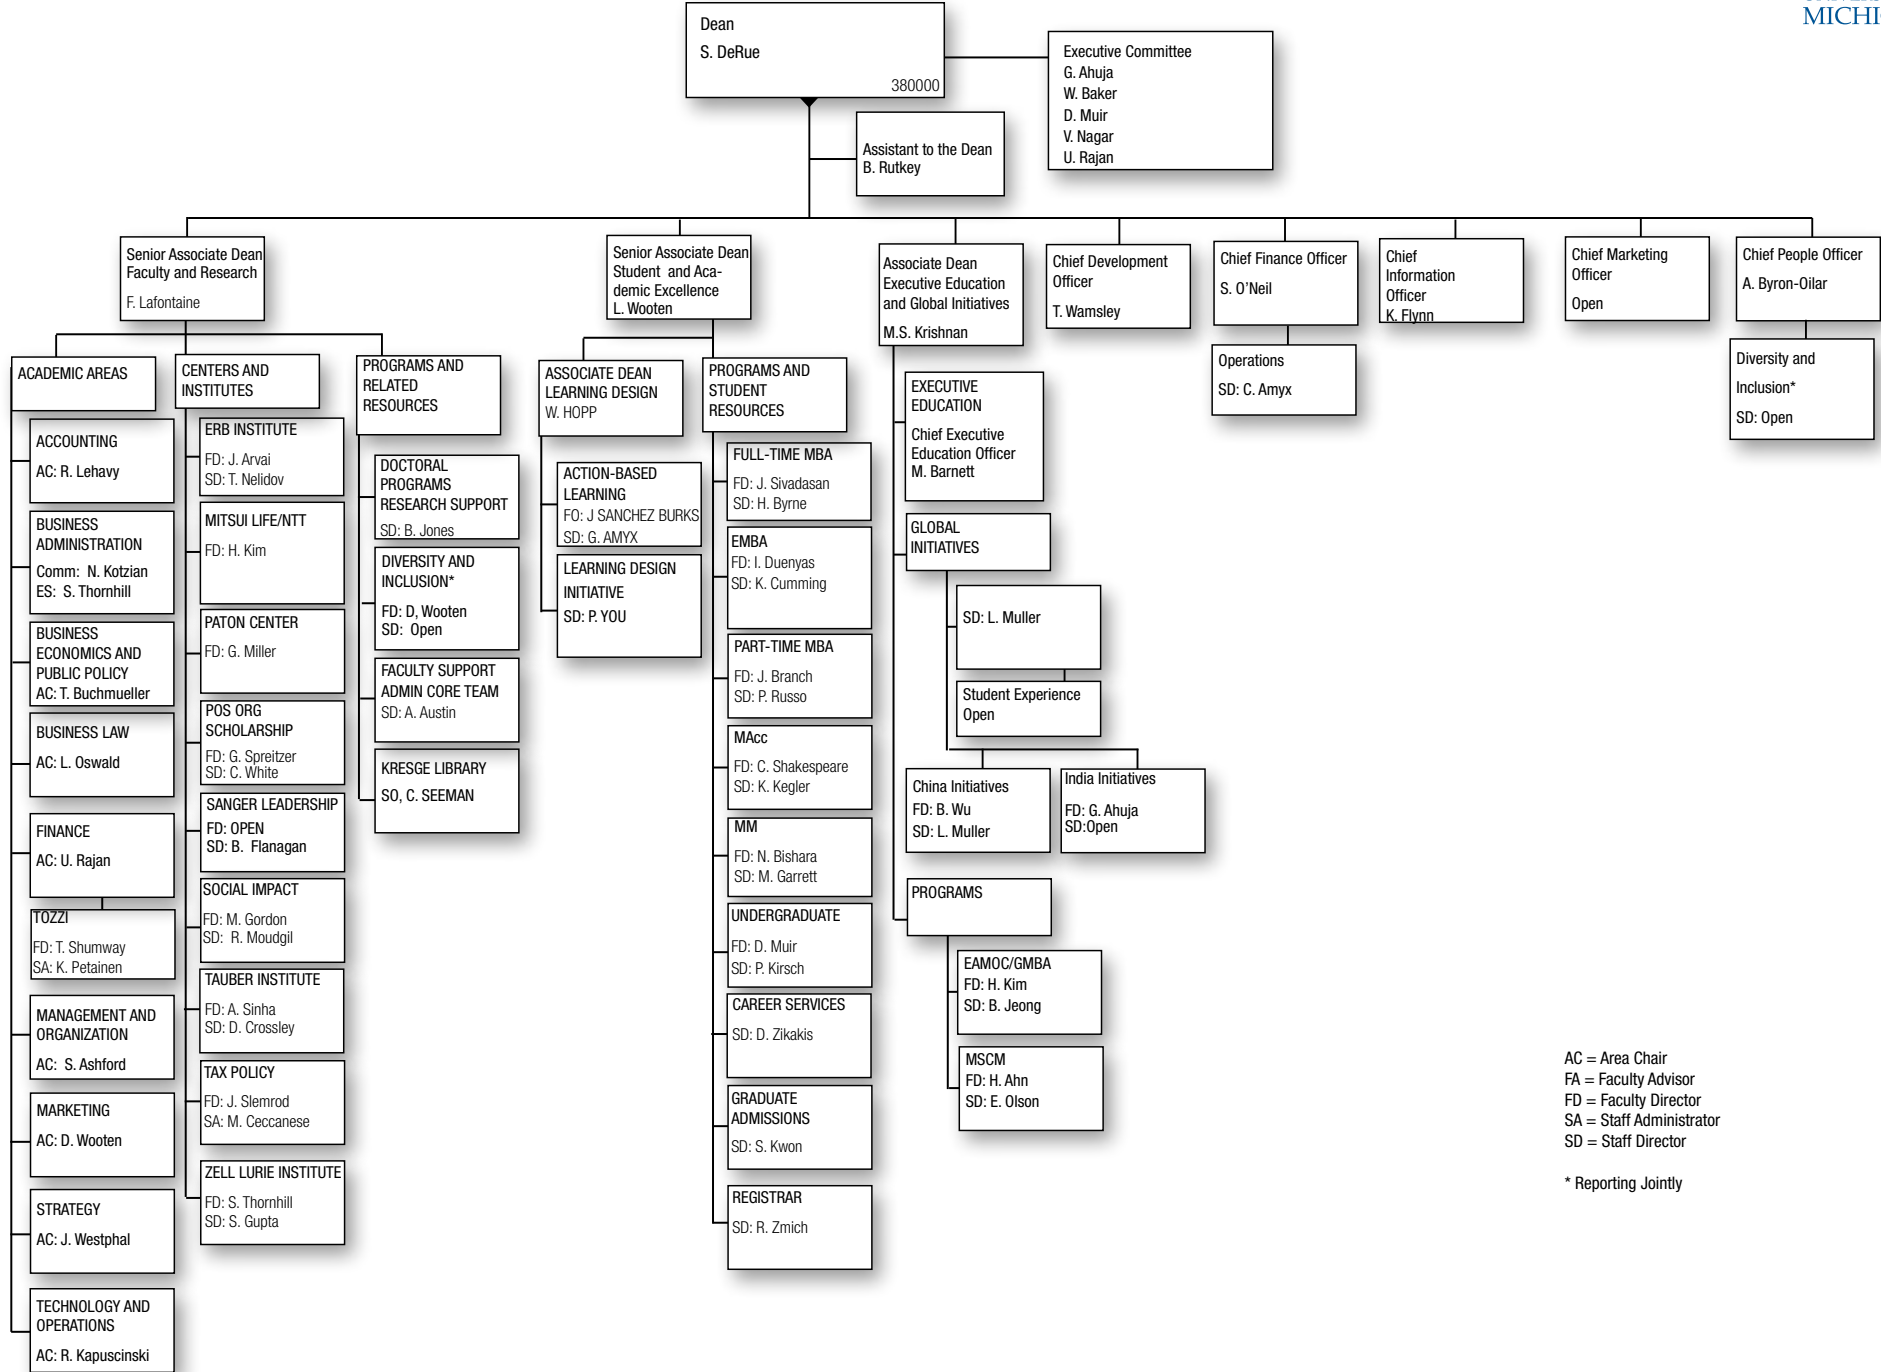 MICHI
Dean
S. DeRue
380000
Executive Committee
G. Ahuja
W. Baker
D. Muir
V. Nagar
U. Rajan
Assistant to the Dean
B. Rutkey
Senior Associate Dean
Faculty and Research
F. Lafontaine
Senior Associate Dean
Student and Aca-
demic Excellence
L. Wooten
Associate Dean
Executive Education
and Global Initiatives
M.S. Krishnan
Chief Development
Officer
T. Wamsley
Chief Finance Officer
S. O'Neil
Chief
Information
Officer
K. Flynn
Chief Marketing
Officer
Open
Chief People Officer
A. Byron-Oilar
Operations
SD: C. Amyx
Diversity and
Inclusion*
SD: Open
ACADEMIC AREAS
ACCOUNTING
AC: R. Lehavy
BUSINESS
ADMINISTRATION
Comm: N. Kotzian
ES: S. Thornhill
BUSINESS
ECONOMICS AND
PUBLIC POLICY
AC: T. Buchmueller
BUSINESS LAW
AC: L. Oswald
FINANCE
AC: U. Rajan
TOZZI
FD: T. Shumway
SA: K. Petainen
MANAGEMENT AND
ORGANIZATION
AC: S. Ashford
MARKETING
AC: D. Wooten
STRATEGY
AC: J. Westphal
TECHNOLOGY AND
OPERATIONS
AC: R. Kapuscinski
CENTERS AND
INSTITUTES
ERB INSTITUTE
FD: J. Arvai
SD: T. Nelidov
MITSUI LIFE/NTT
FD: H. Kim
PATON CENTER
FD: G. Miller
POS ORG
SCHOLARSHIP
FD: G. Spreitzer
SD: C. White
SANGER LEADERSHIP
FD: OPEN
SD: B. Flanagan
SOCIAL IMPACT
FD: M. Gordon
SD: R. Moudgil
TAUBER INSTITUTE
FD: A. Sinha
SD: D. Crossley
TAX POLICY
FD: J. Slemrod
SA: M. Ceccanese
ZELL LURIE INSTITUTE
FD: S. Thornhill
SD: S. Gupta
PROGRAMS AND
RELATED
RESOURCES
DOCTORAL
PROGRAMS
RESEARCH SUPPORT
SD: B. Jones
DIVERSITY AND
INCLUSION*
FD: D, Wooten
SD: Open
FACULTY SUPPORT
ADMIN CORE TEAM
SD: A. Austin
KRESGE LIBRARY
SO, C. SEEMAN
ASSOCIATE DEAN
LEARNING DESIGN
W. HOPP
ACTION-BASED
LEARNING
FO: J SANCHEZ BURKS
SD: G. AMYX
LEARNING DESIGN
INITIATIVE
SD: P. YOU
PROGRAMS AND
STUDENT
RESOURCES
FULL-TIME MBA
FD: J. Sivadasan
SD: H. Byrne
EMBA
FD: I. Duenyas
SD: K. Cumming
PART-TIME MBA
FD: J. Branch
SD: P. Russo
MAcc
FD: C. Shakespeare
SD: K. Kegler
MM
FD: N. Bishara
SD: M. Garrett
UNDERGRADUATE
FD: D. Muir
SD: P. Kirsch
CAREER SERVICES
SD: D. Zikakis
GRADUATE
ADMISSIONS
SD: S. Kwon
REGISTRAR
SD: R. Zmich
EXECUTIVE
EDUCATION
Chief Executive
Education Officer
M. Barnett
GLOBAL
INITIATIVES
SD: L. Muller
Student Experience
Open
China Initiatives
FD: B. Wu
SD: L. Muller
India Initiatives
FD: G. Ahuja
SD:Open
PROGRAMS
EAMOC/GMBA
FD: H. Kim
SD: B. Jeong
MSCM
FD: H. Ahn
SD: E. Olson
AC = Area Chair
FA = Faculty Advisor
FD = Faculty Director
SA = Staff Administrator
SD = Staff Director
* Reporting Jointly